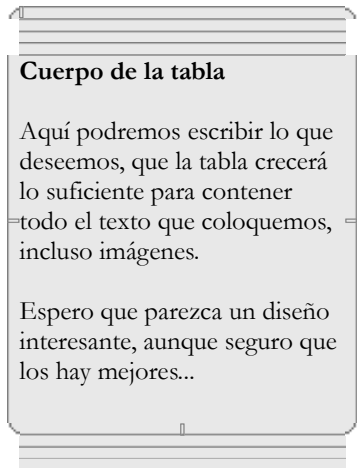 Cuerpo de la tabla
Aquí podremos escribir lo que
deseemos, que la tabla crecerá
lo suficiente para contener
todo el texto que coloquemos,
incluso imágenes.
Espero que parezca un diseño
interesante, aunque seguro que
los hay mejores...